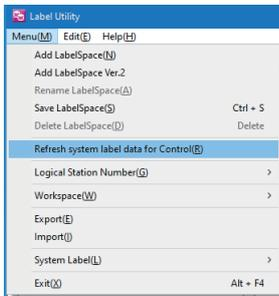 Label Utility
Menu(M) Edit(E) Help(H)
Add LabelSpace(N)
Add LabelSpace Ver.2
Rename LabelSpace(A)
Save LabelSpace(S) Ctrl + S
Delete LabelSpace(D) Delete
Refresh system label data for Control(R)
Logical Station Number(G) >
Workspace(W) >
Export(E)
Import(I)
System Label(L) >
Exit(X) Alt + F4